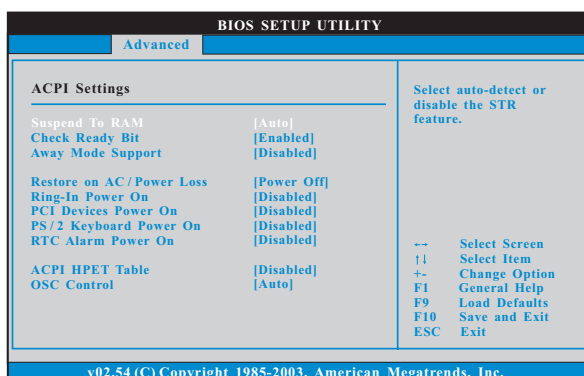 BIOS SETUP UTILITY
Advanced
ACPI Settings
Suspend To RAM [Auto]
Check Ready Bit [Enabled]
Away Mode Support [Disabled]
Restore on AC / Power Loss [Power Off]
Ring-In Power On [Disabled]
PCI Devices Power On [Disabled]
PS / 2 Keyboard Power On [Disabled]
RTC Alarm Power On [Disabled]
ACPI HPET Table [Disabled]
OSC Control [Auto]
Select auto-detect or
disable the STR
feature.
←→ Select Screen
↑↓ Select Item
+- Change Option
F1 General Help
F9 Load Defaults
F10 Save and Exit
ESC Exit
v02.54 (C) Copyright 1985-2003, American Megatrends, Inc.